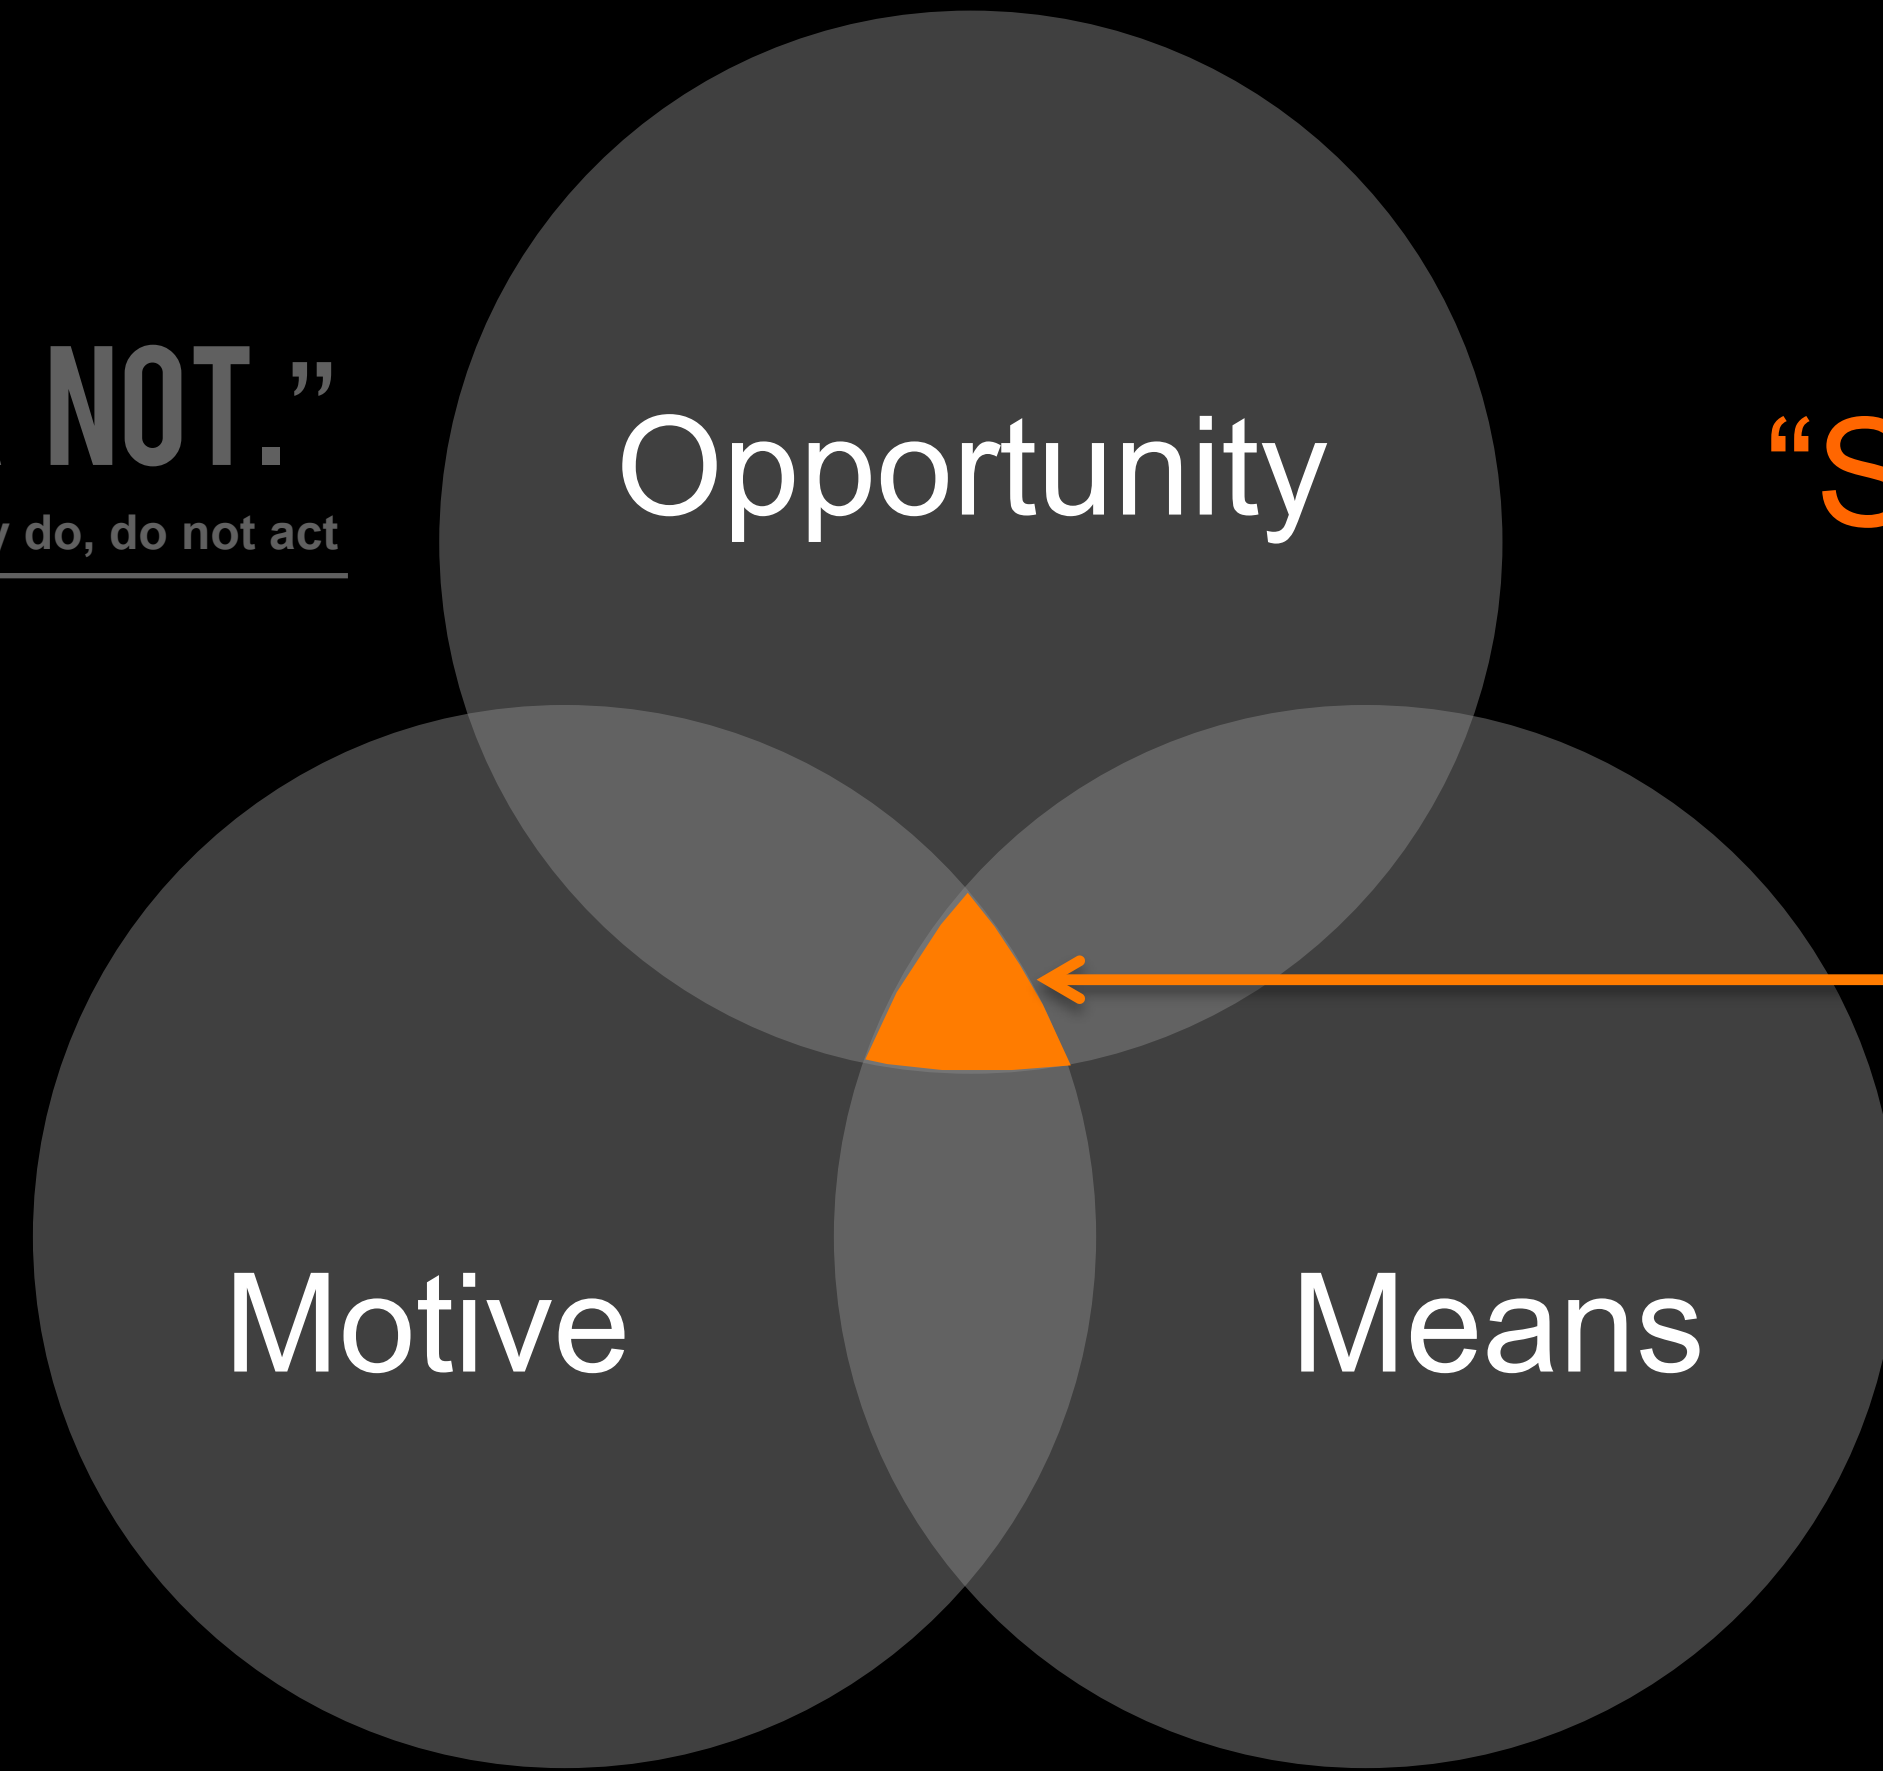 NOT.”
do, do not act
Opportunity
“S
Motive
Means